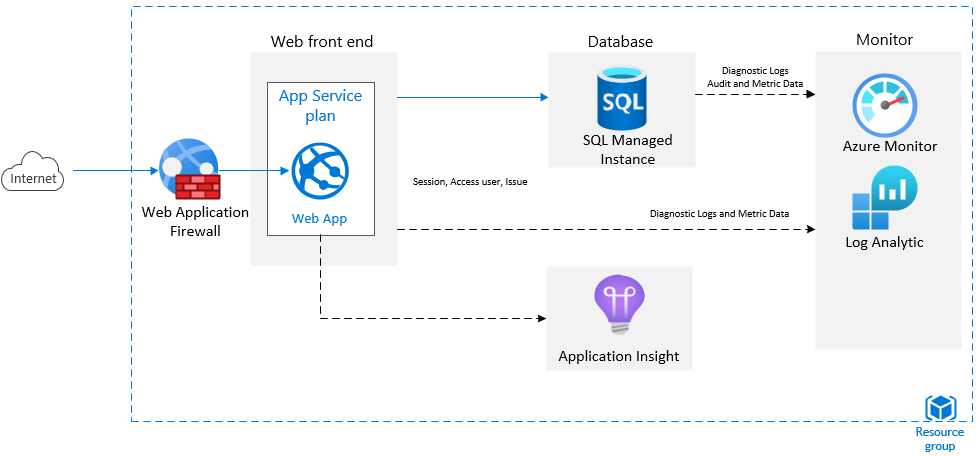 Web front end
Database
Monitor
App Service
plan
Web App
SQL
SQL Managed
Instance
Diagnostic Logs
Audit and Metric Data
Azure Monitor
Internet
Web Application
Firewall
Session, Access user, Issue
Diagnostic Logs and Metric Data
Log Analytic
Application Insight
Resource
group